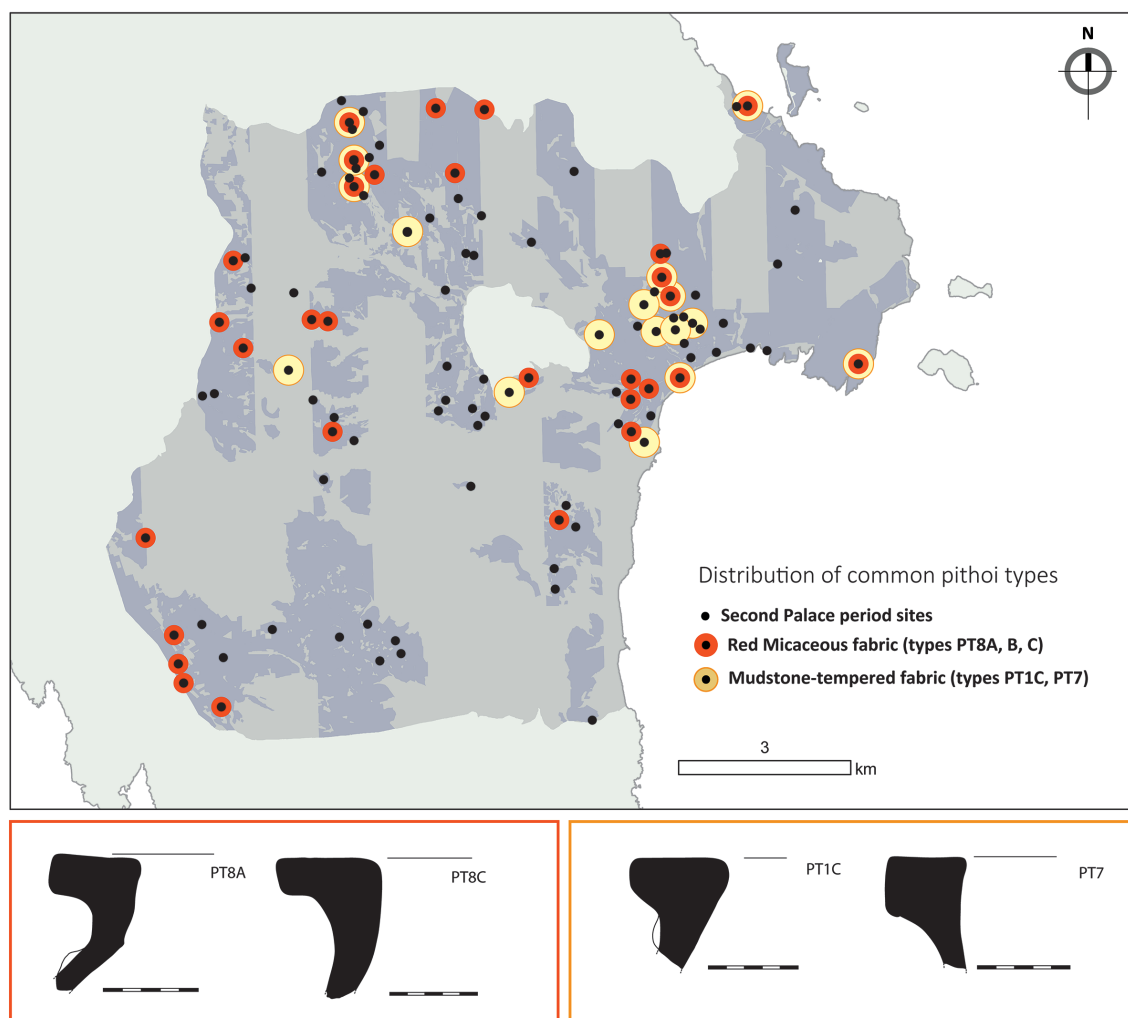 N
Distribution of common pithoi types
Second Palace period sites
Red Micaceous fabric (types PT8A, B, C)
Mudstone-tempered fabric (types PT1C, PT7)
3
km
PT8A
PT8C
PT1C
PT7